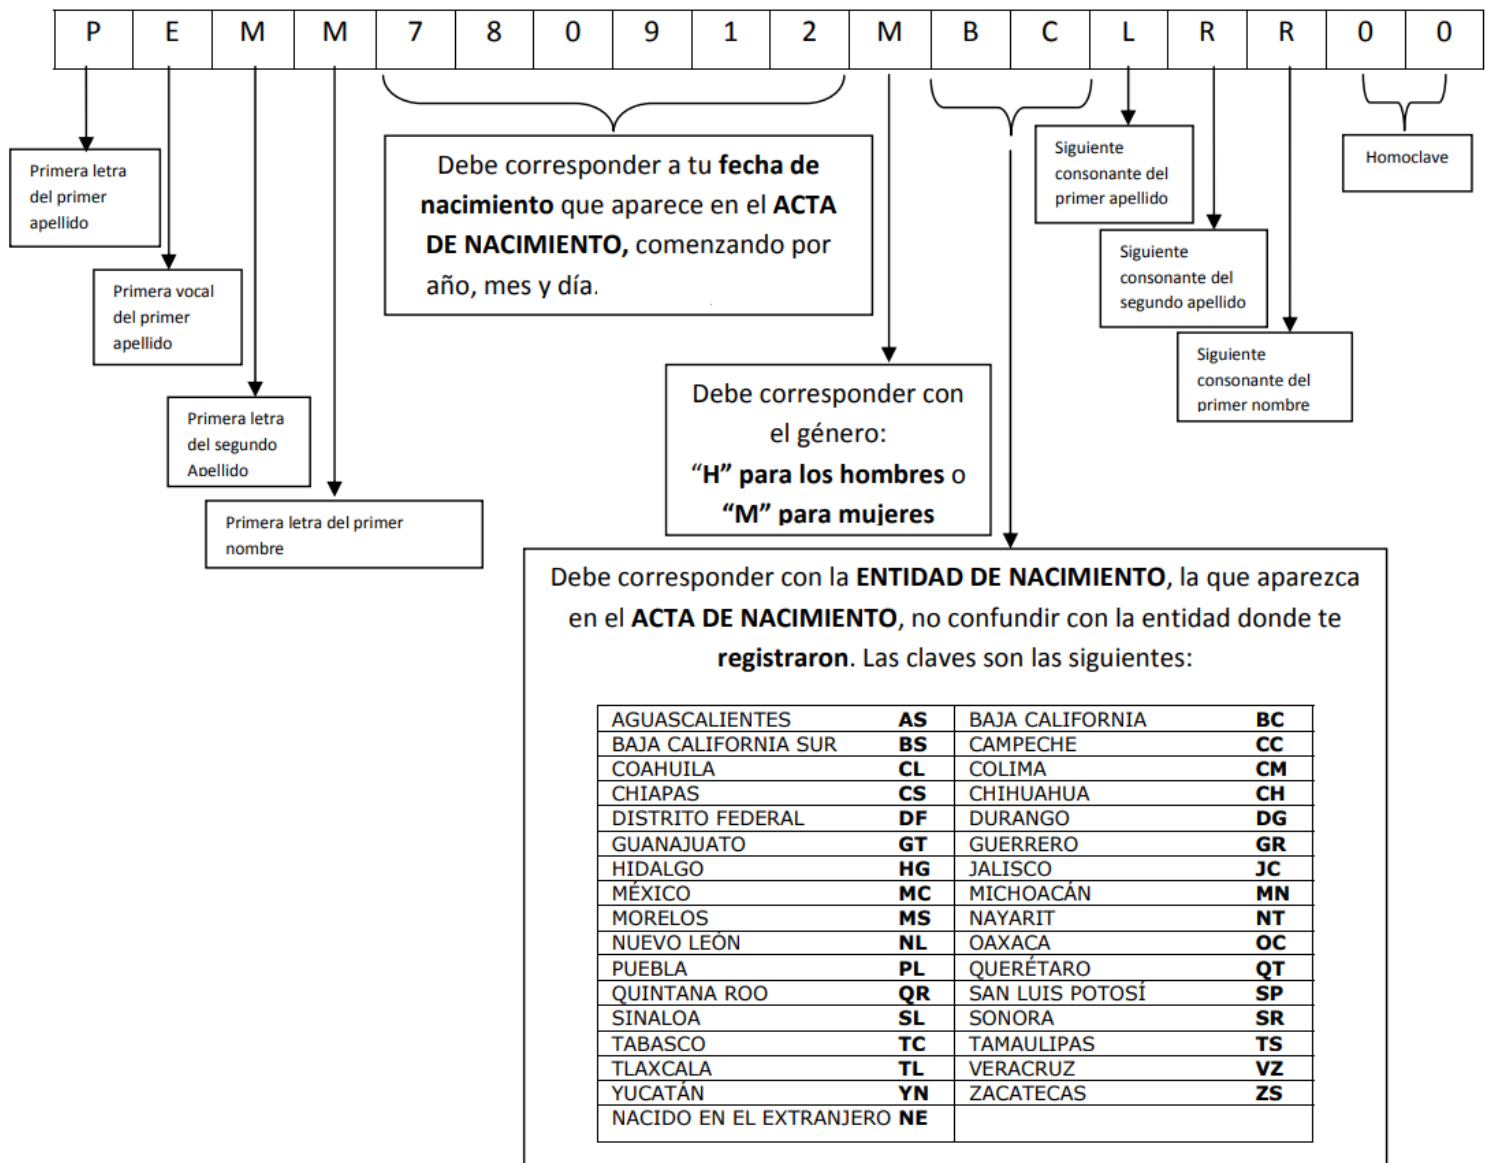 P E M M 7 8 0 9 1 2 M B C L R R 0 0
Primera letra
del primer
apellido
Primera vocal
del primer
apellido
Primera letra
del segundo
Apellido
Primera letra del primer
nombre
Debe corresponder a tu fecha de
nacimiento que aparece en el ACTA
DE NACIMIENTO, comenzando por
año, mes y día.
Debe corresponder con
el género:
“H” para los hombres o
“M” para mujeres
Siguiente
consonante del
primer apellido
Siguiente
consonante del
segundo apellido
Siguiente
consonante del
primer nombre
Homoclave
Debe corresponder con la ENTIDAD DE NACIMIENTO, la que aparezca
en el ACTA DE NACIMIENTO, no confundir con la entidad donde te
registraron. Las claves son las siguientes:
AGUASCALIENTES AS BAJA CALIFORNIA BC
BAJA CALIFORNIA SUR BS CAMPECHE CC
COAHUILA CL COLIMA CM
CHIAPAS CS CHIHUAHUA CH
DISTRITO FEDERAL DF DURANGO DG
GUANAJUATO GT GUERRERO GR
HIDALGO HG JALISCO JC
MÉXICO MC MICHOACÁN MN
MORELOS MS NAYARIT NT
NUEVO LEÓN NL OAXACA OC
PUEBLA PL QUERÉTARO QT
QUINTANA ROO QR SAN LUIS POTOSÍ SP
SINALOA SL SONORA SR
TABASCO TC TAMAULIPAS TS
TLAXCALA TL VERACRUZ VZ
YUCATÁN YN ZACATECAS ZS
NACIDO EN EL EXTRANJERO NE